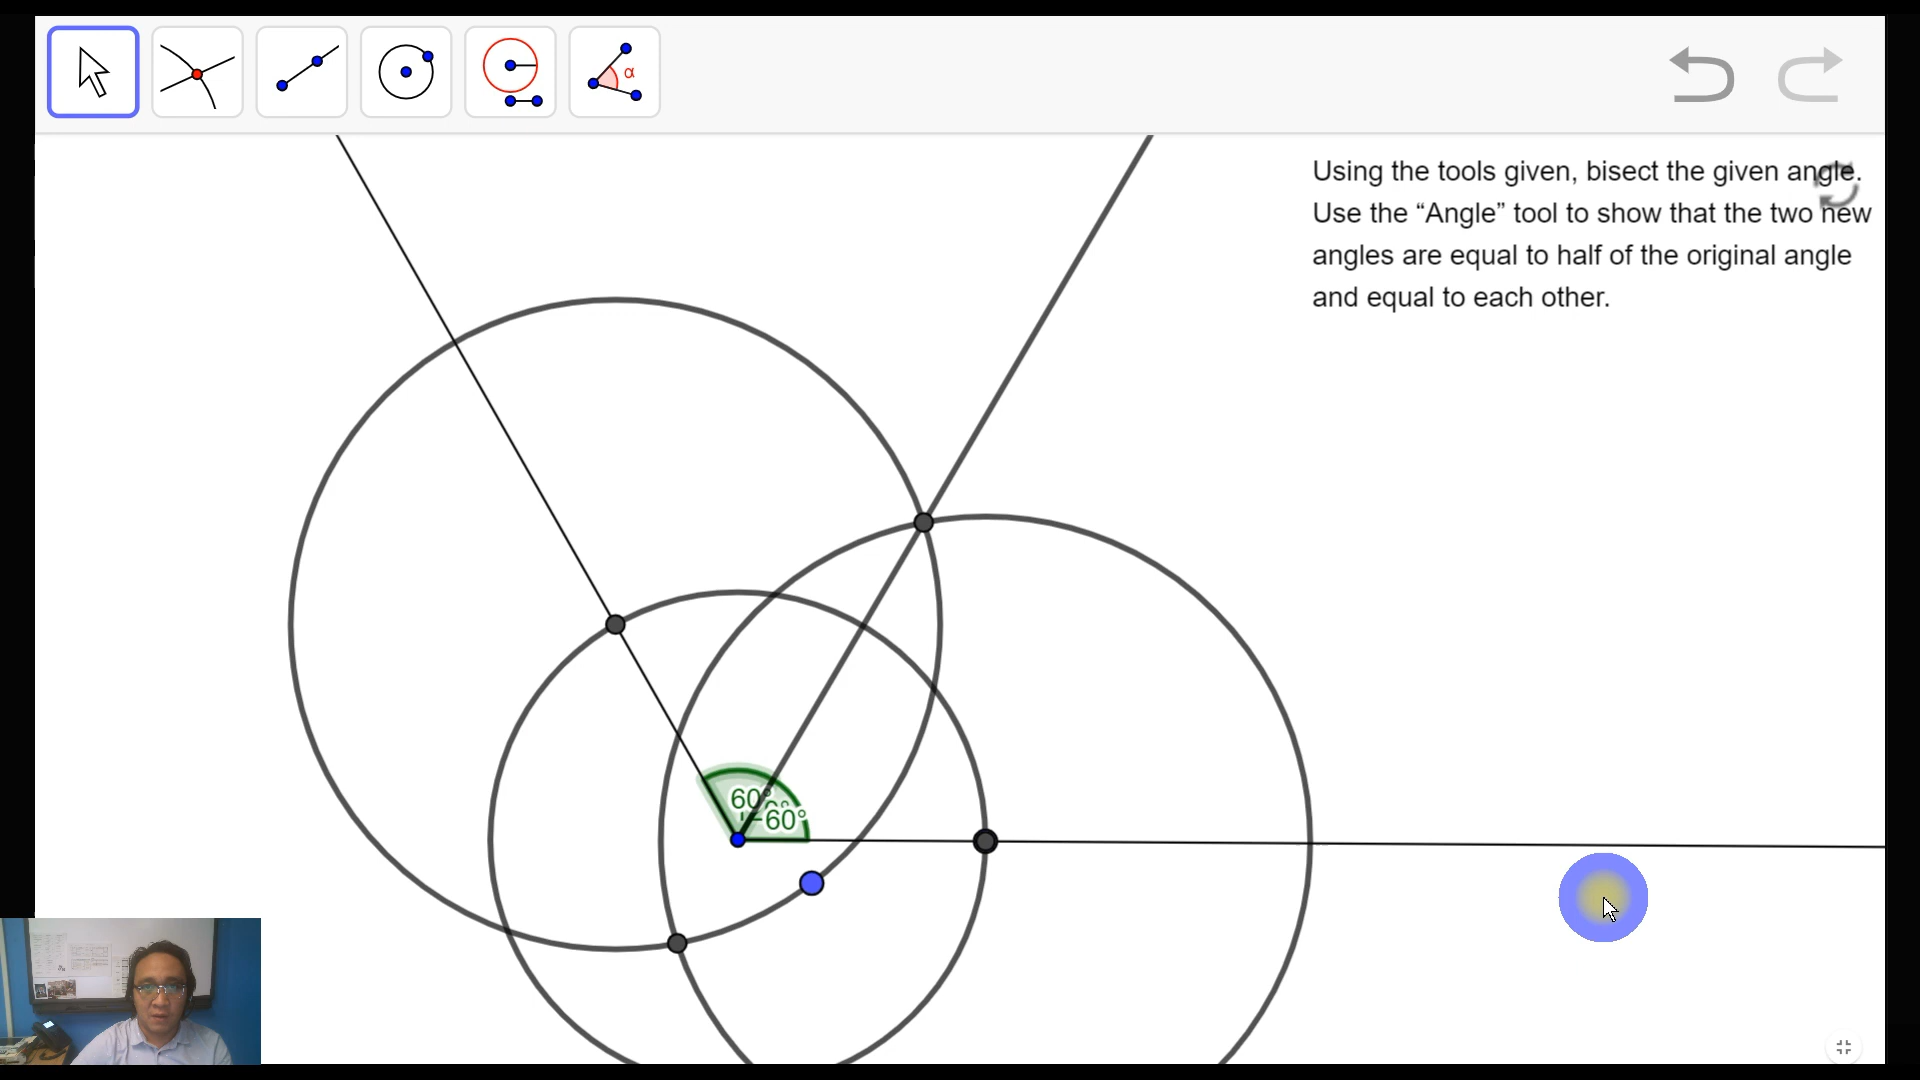 α
Using the tools given, bisect the given angle.
Use the “Angle” tool to show that the two new
angles are equal to half of the original angle
and equal to each other.
60°
60°